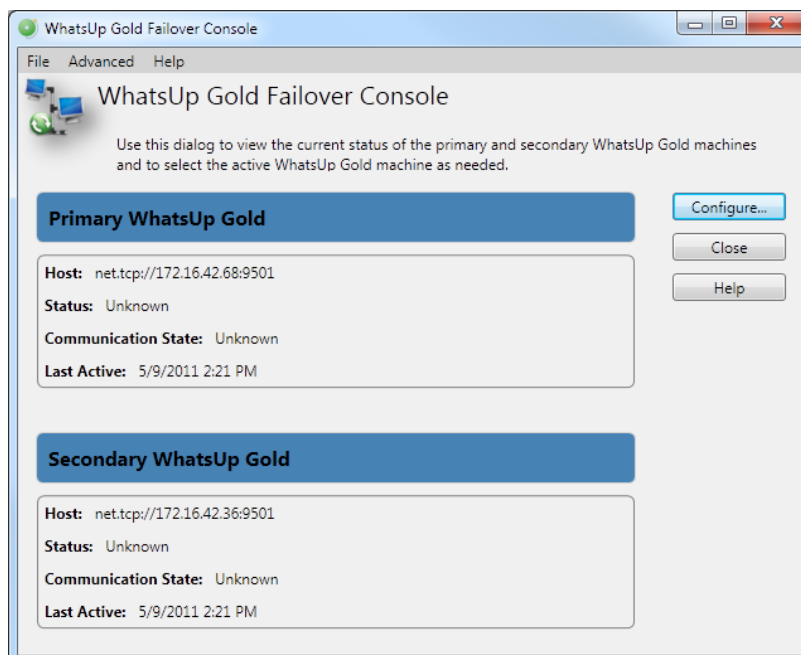 WhatsUp Gold Failover Console
File Advanced Help
WhatsUp Gold Failover Console
Use this dialog to view the current status of the primary and secondary WhatsUp Gold machines
and to select the active WhatsUp Gold machine as needed.
Primary WhatsUp Gold
Host: net.tcp://172.16.42.68:9501
Status: Unknown
Communication State: Unknown
Last Active: 5/9/2011 2:21 PM
Configure...
Close
Help
Secondary WhatsUp Gold
Host: net.tcp://172.16.42.36:9501
Status: Unknown
Communication State: Unknown
Last Active: 5/9/2011 2:21 PM